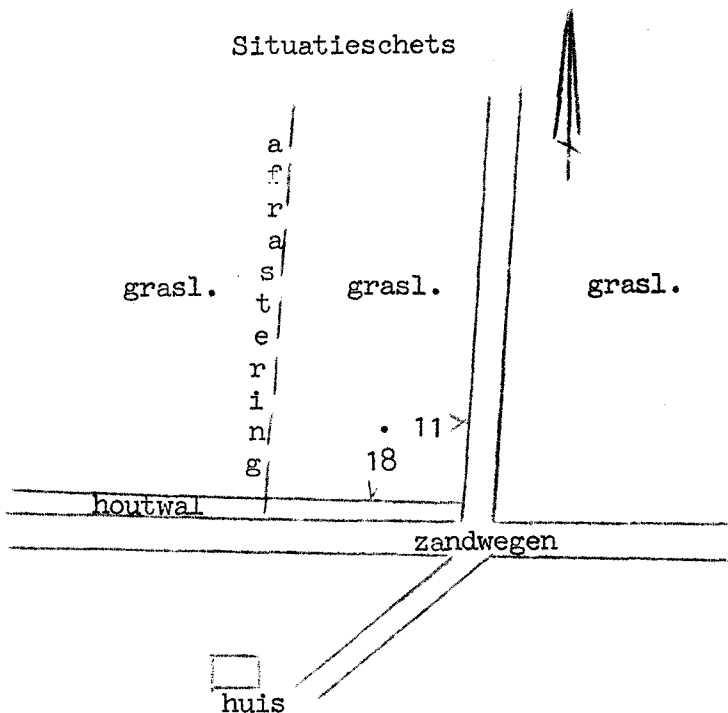 Situatieschets
afrastering
grasl. grasl. grasl.
11
18
houtwal
zandwegen
huis